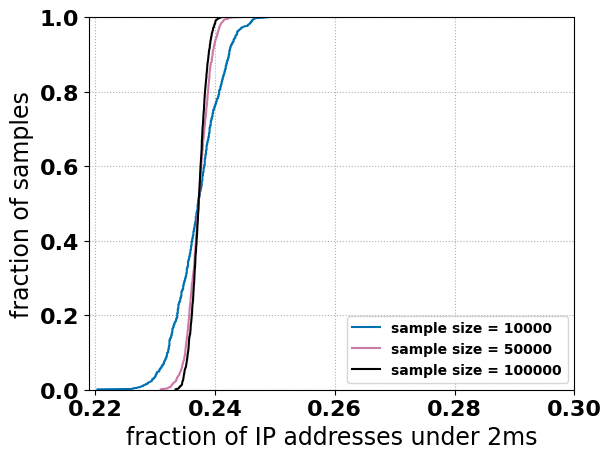 1.0
0.8
0.6
0.4
0.2
0.0
fraction of samples
sample size = 10000
sample size = 50000
sample size = 100000
0.22 0.24 0.26 0.28 0.30
fraction of IP addresses under 2ms